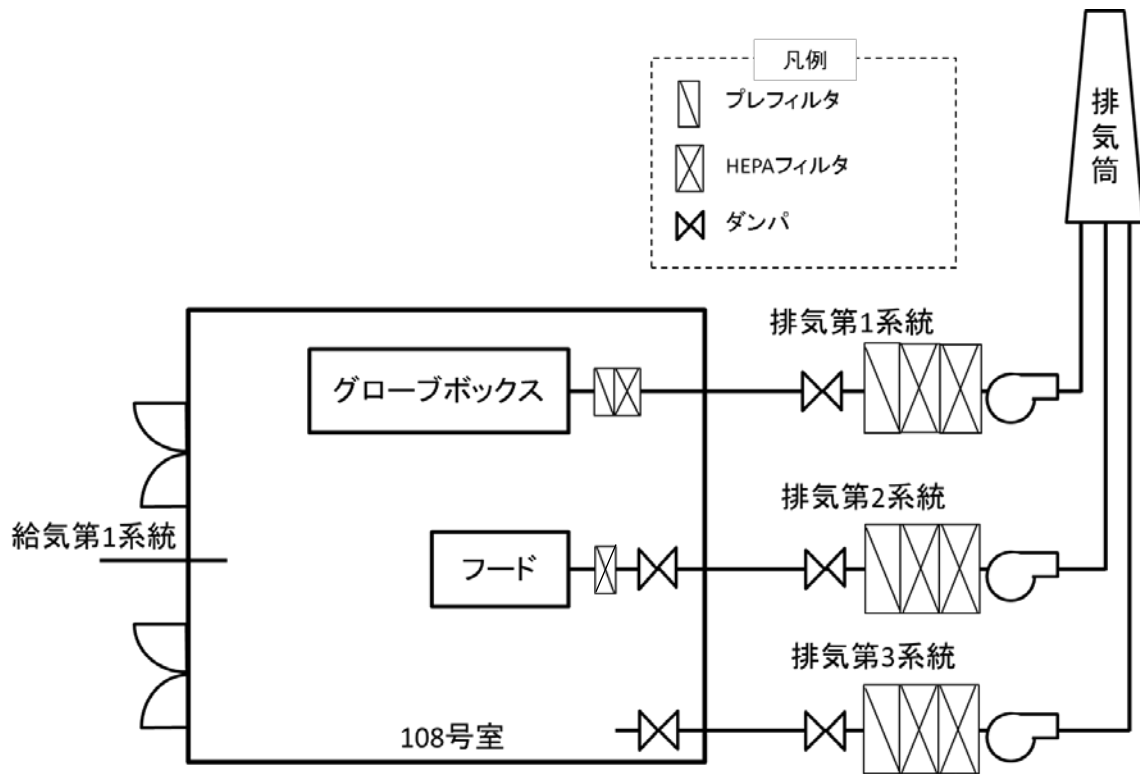 凡例
プレフィルタ
HEPAフィルタ
ダンパ
排気筒
排気第1系統
グローブボックス
排気第2系統
給気第1系統
フード
排気第3系統
108号室